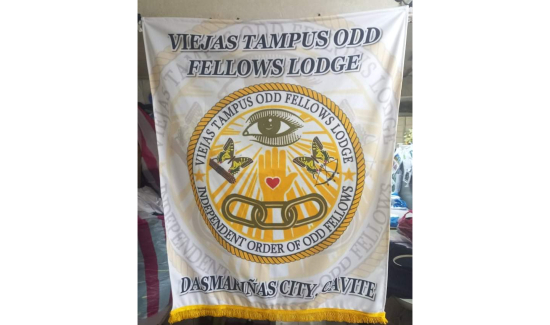 VIEJAS TAMPUS ODD
FELLOWS LODGE
VIEJAS TAMPUS ODD FELLOWS LODGE
INDEPENDENT ORDER OF ODD FELLOWS
DASMARIÑAS CITY, CAVITE